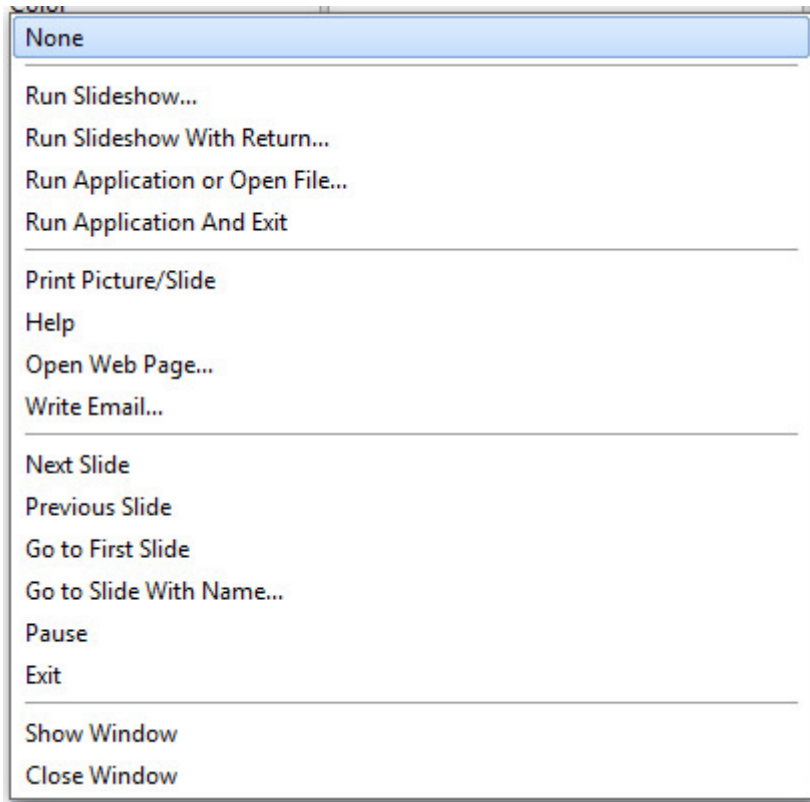 Color
None
Run Slideshow...
Run Slideshow With Return...
Run Application or Open File...
Run Application And Exit
Print Picture/Slide
Help
Open Web Page...
Write Email...
Next Slide
Previous Slide
Go to First Slide
Go to Slide With Name...
Pause
Exit
Show Window
Close Window